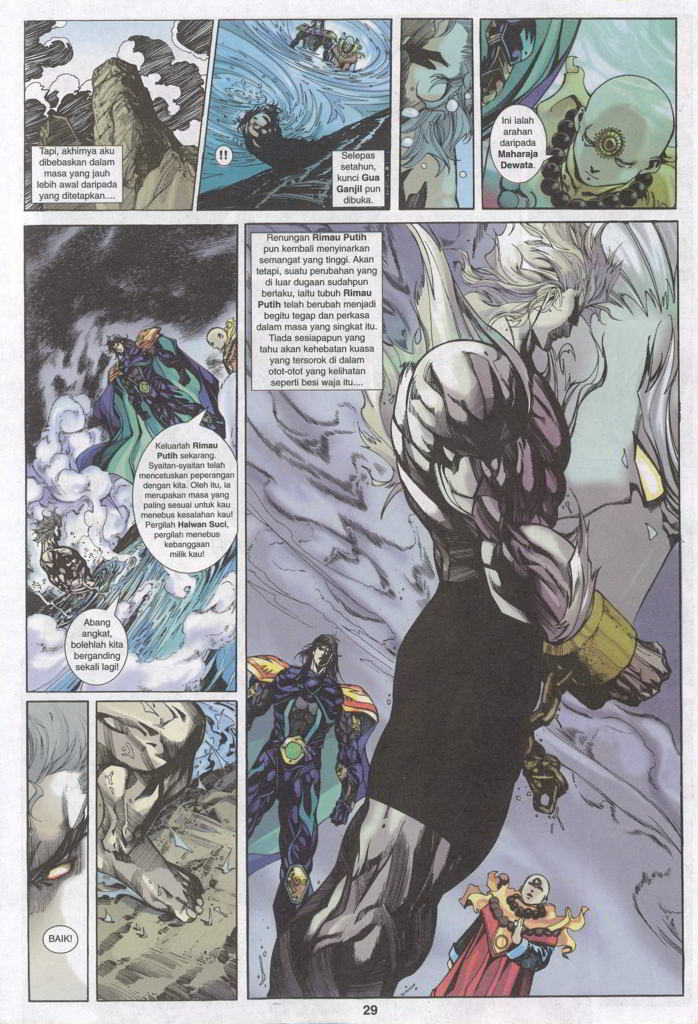 Tapi, akhirnya aku
dibebaskan dalam
masa yang jauh
lebih awal daripada
yang ditetapkan....
!!
Selepas
setahun,
kunci Gua
Ganjil pun
dibuka.
Ini ialah
arahan
daripada
Maharaja
Dewata.
Keluarlah Rimau
Putih sekarang.
Syaitan-syaitan telah
mencetuskan peperangan
dengan kita. Oleh itu, ia
merupakan masa yang
paling sesuai untuk kau
menebus kesalahan kau!
Pergilah Haiwan Suci,
pergilah menebus
kebanggaan
milik kau!
Abang
angkat,
bolehlah kita
berganding
sekali lagi!
Renungan Rimau Putih
pun kembali menyinarkan
semangat yang tinggi. Akan
tetapi, suatu perubahan yang
di luar dugaan sudahpun
berlaku, iaitu tubuh Rimau
Putih telah berubah menjadi
begitu tegap dan perkasa
dalam masa yang singkat itu.
Tiada sesiapapun yang
tahu akan kehebatan kuasa
yang tersorok di dalam
otot-otot yang kelihatan
seperti besi waja itu....
BAIK!
29